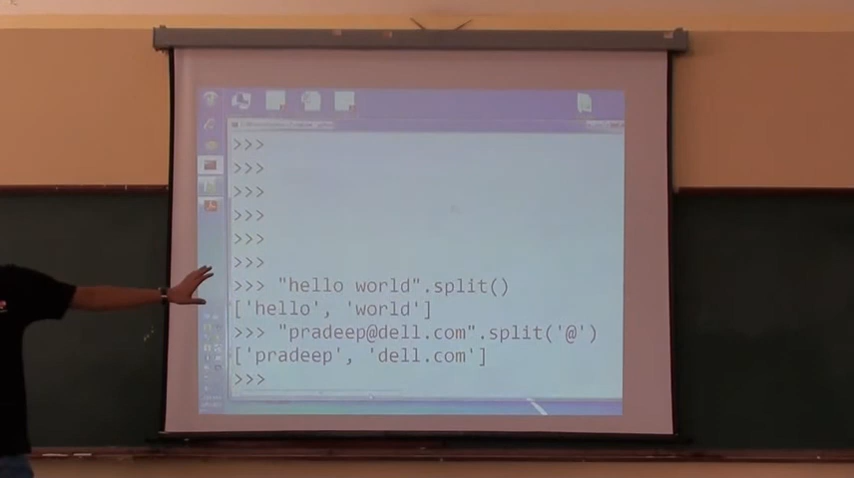 >>>
>>>
>>>
>>>
>>>
>>>
>>> "hello world".split()
['hello', 'world']
>>> "pradeep@dell.com".split('@')
['pradeep', 'dell.com']
>>>